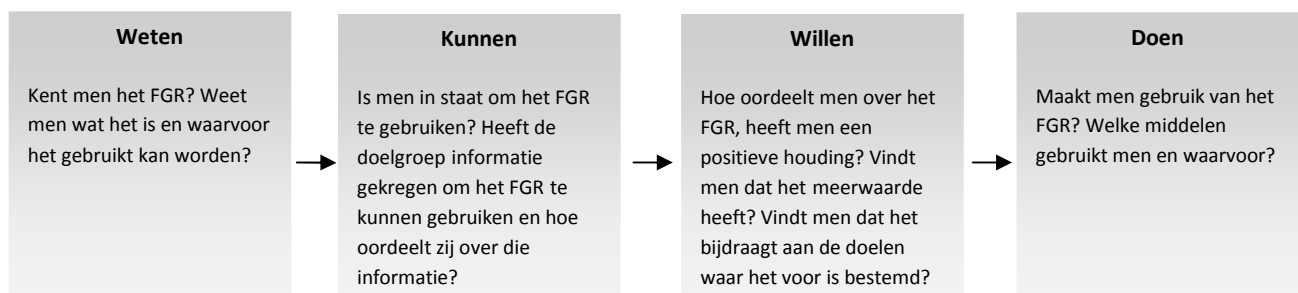 Weten
Kent men het FGR? Weet
men wat het is en waarvoor
het gebruikt kan worden?
Kunnen
Is men in staat om het FGR
te gebruiken? Heeft de
doelgroep informatie
gekregen om het FGR te
kunnen gebruiken en hoe
oordeelt zij over die
informatie?
Willen
Hoe oordeelt men over het
FGR, heeft men een
positieve houding? Vindt
men dat het meerwaarde
heeft? Vindt men dat het
bijdraagt aan de doelen
waar het voor is bestemd?
Doen
Maakt men gebruik van het
FGR? Welke middelen
gebruikt men en waarvoor?